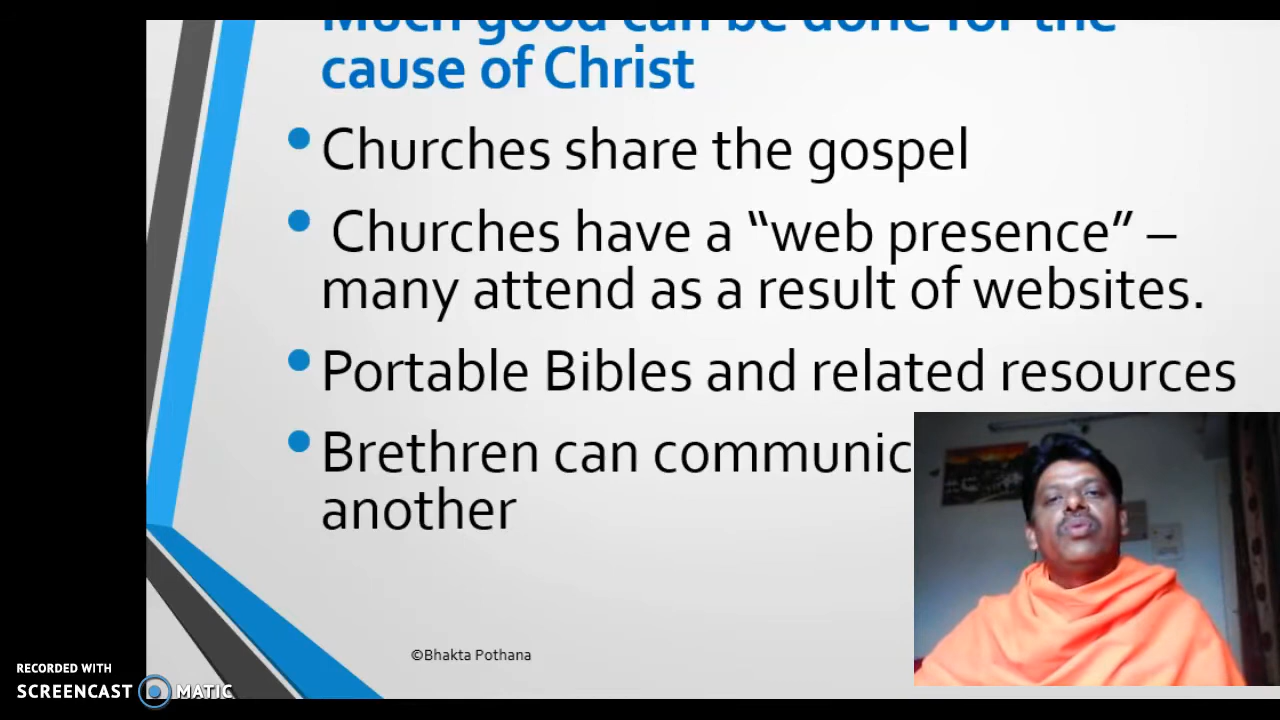 Much good can be done for the
cause of Christ
• Churches share the gospel
• Churches have a “web presence” –
many attend as a result of websites.
• Portable Bibles and related resources
• Brethren can communic
another
©Bhakta Pothana
RECORDED WITH
SCREENCAST MATIC